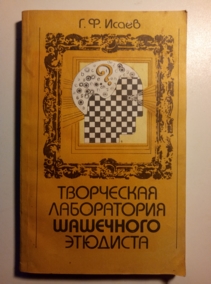 Г. Ф. Исаев
ТВОРЧЕСКАЯ
ЛАБОРАТОРИЯ
ШАШЕЧНОГО
ЭТЮДИСТА